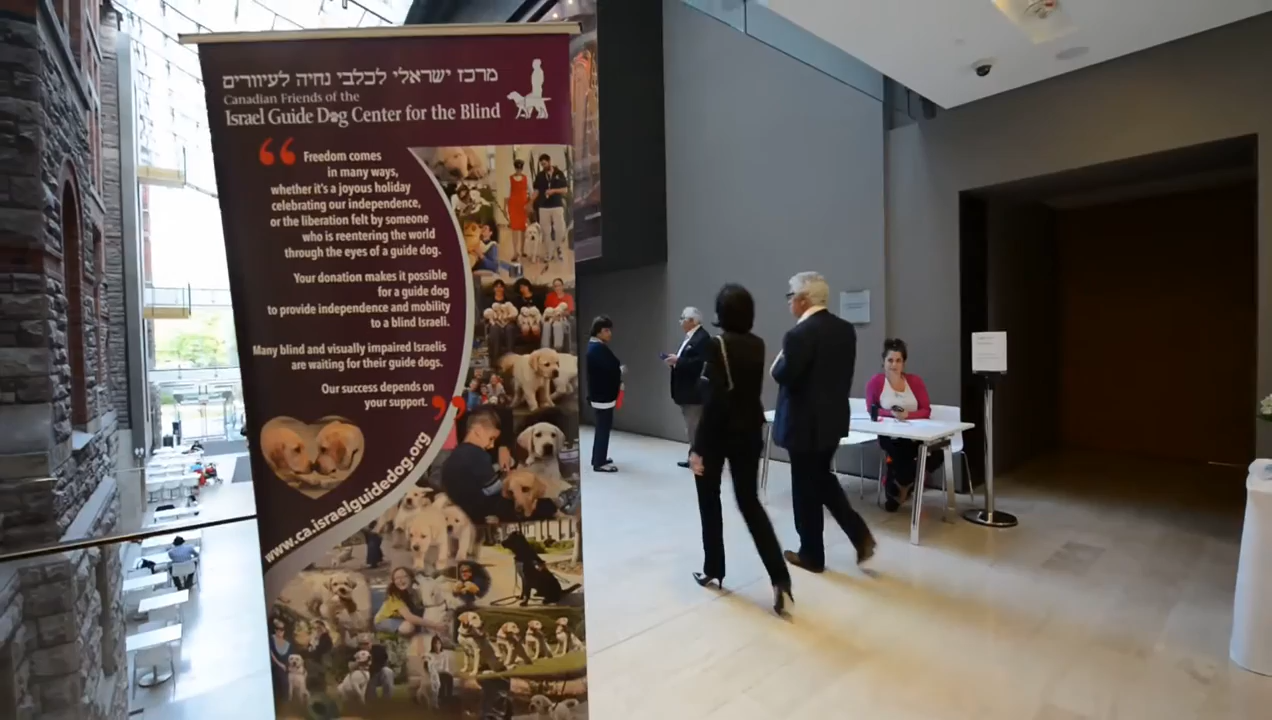 מרכז ישראלי לכלבי נחיה לעיוורים
Canadian Friends of the
Israel Guide Dog Center for the Blind
“ Freedom comes
in many ways,
whether it's a joyous holiday
celebrating our independence,
or the liberation felt by someone
who is reentering the world
through the eyes of a guide dog.
Your donation makes it possible
for a guide dog
to provide independence and mobility
to a blind Israeli.
Many blind and visually impaired Israelis
are waiting for their guide dogs.
Our success depends on
your support. ”
www.ca.israelguidedog.org